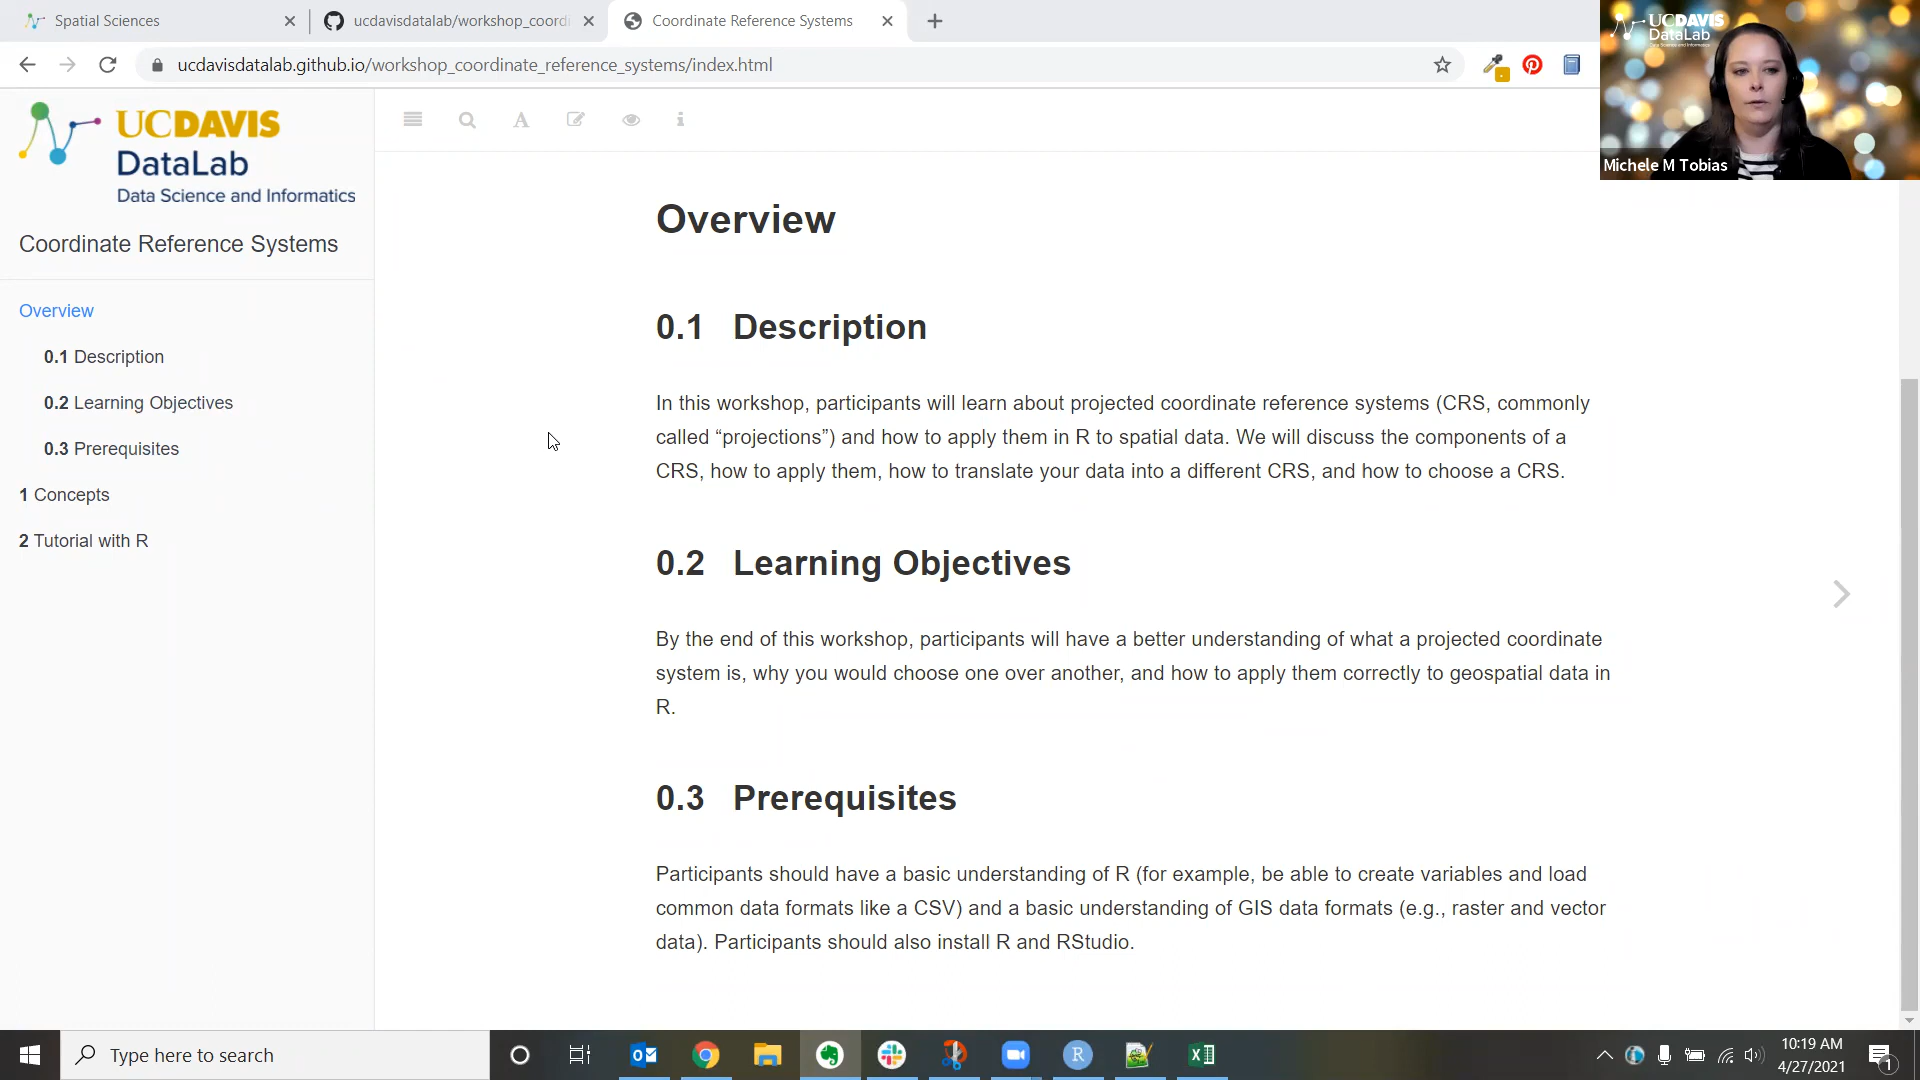 Spatial Sciences
ucdavisdatalab/workshop_coordi
Coordinate Reference Systems
ucdavisdatalab.github.io/workshop_coordinate_reference_systems/index.html
UCDAVIS
DataLab
Michele M Tobias
UCDAVIS
DataLab
Data Science and Informatics
Coordinate Reference Systems
Overview
0.1 Description
0.2 Learning Objectives
0.3 Prerequisites
1 Concepts
2 Tutorial with R
Overview
0.1 Description
In this workshop, participants will learn about projected coordinate reference systems (CRS, commonly
called “projections”) and how to apply them in R to spatial data. We will discuss the components of a
CRS, how to apply them, how to translate your data into a different CRS, and how to choose a CRS.
0.2 Learning Objectives
By the end of this workshop, participants will have a better understanding of what a projected coordinate
system is, why you would choose one over another, and how to apply them correctly to geospatial data in
R.
0.3 Prerequisites
Participants should have a basic understanding of R (for example, be able to create variables and load
common data formats like a CSV) and a basic understanding of GIS data formats (e.g., raster and vector
data). Participants should also install R and RStudio.
Type here to search
10:19 AM
4/27/2021
1